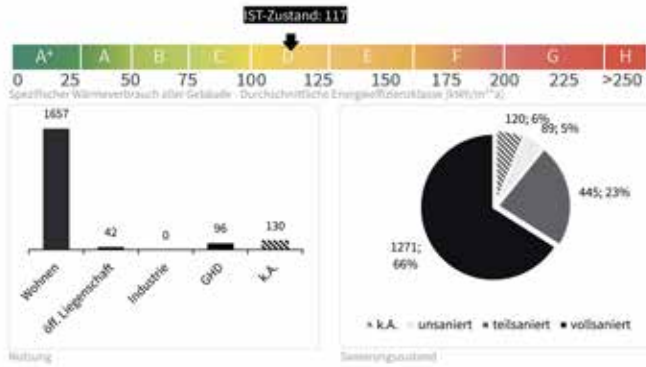 IST-Zustand: 117
A+ A B C D E F G H
0 25 50 75 100 125 150 175 200 225 >250
Spezifischer Wärmeverbrauch aller Gebäude - Durchschnittliche Energieeffizienzklasse (kWh/m²*a)
1657
42
0
96
130
Wohnen
öff. Liegenschaft
Industrie
GHD
k.A.
Nutzung
120; 6%
89; 5%
445; 23%
1271;
66%
k.A. unsaniert teilsaniert vollsaniert
Sanierungszustand